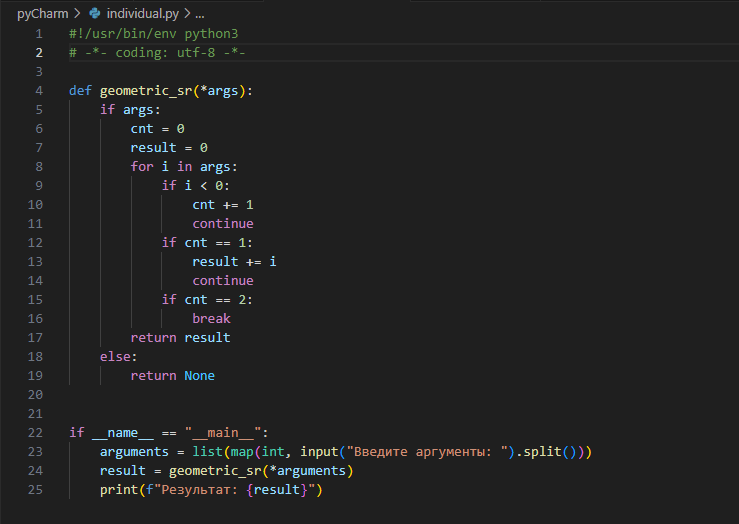 pyCharm > individual.py > ...
1 #!/usr/bin/env python3
2 # -*- coding: utf-8 -*-
3
4 def geometric_sr(*args):
5     if args:
6         cnt = 0
7         result = 0
8         for i in args:
9             if i < 0:
10                 cnt += 1
11                 continue
12             if cnt == 1:
13                 result += i
14                 continue
15             if cnt == 2:
16                 break
17         return result
18     else:
19         return None
20
21
22 if __name__ == "__main__":
23     arguments = list(map(int, input("Введите аргументы: ").split()))
24     result = geometric_sr(*arguments)
25     print(f"Результат: {result}")